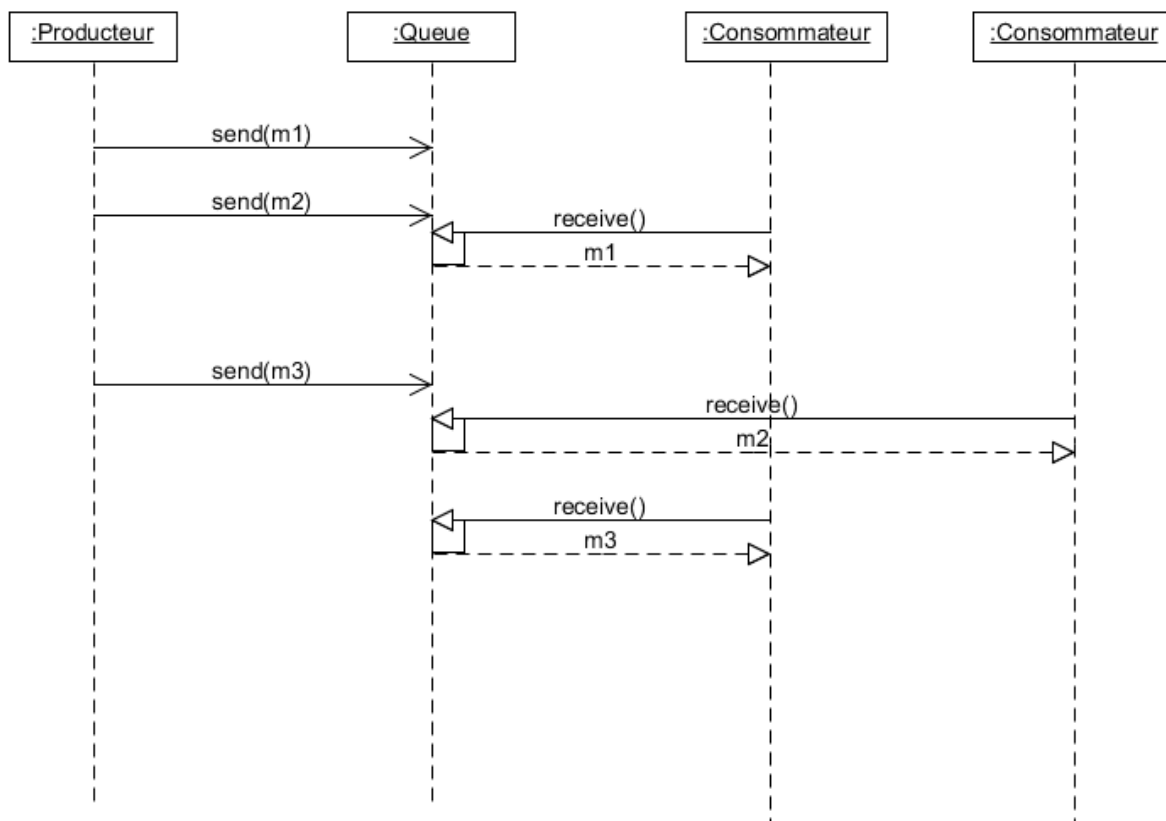 :Producteur
:Queue
:Consommateur
:Consommateur
send(m1)
send(m2)
receive()
m1
send(m3)
receive()
m2
receive()
m3